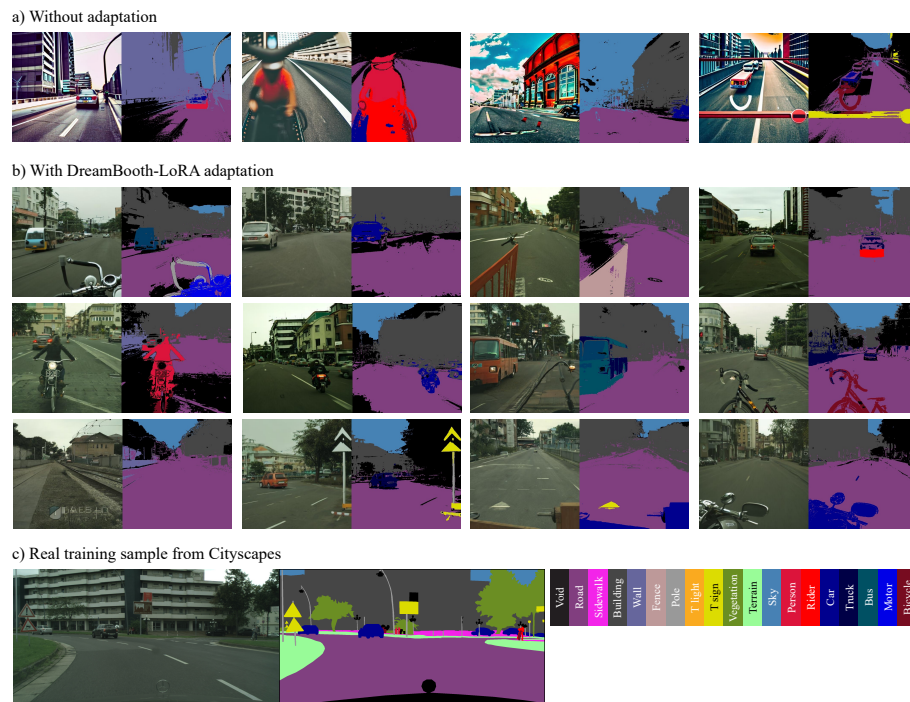 a) Without adaptation
b) With DreamBooth-LoRA adaptation
c) Real training sample from Cityscapes
Void
Road
Sidewalk
Building
Wall
Fence
Pole
T light
T sign
Vegetation
Terrain
Sky
Person
Rider
Car
Truck
Bus
Motor
Bicycle